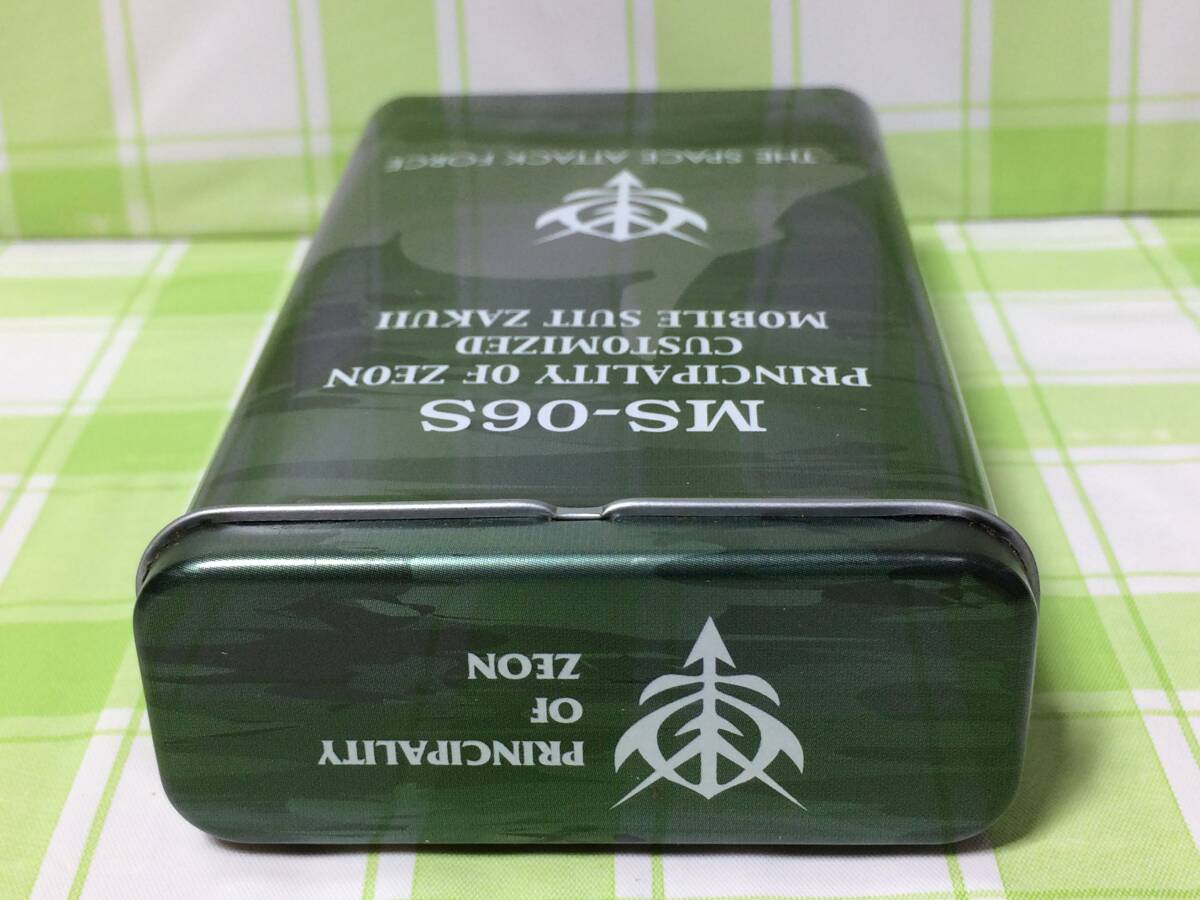 PRINCIPALITY
OF
ZEON
MS-06S
PRINCIPALITY OF ZEON
CUSTOMIZED
MOBILE SUIT ZAKUII
THE SPACE ATTACK FORCE